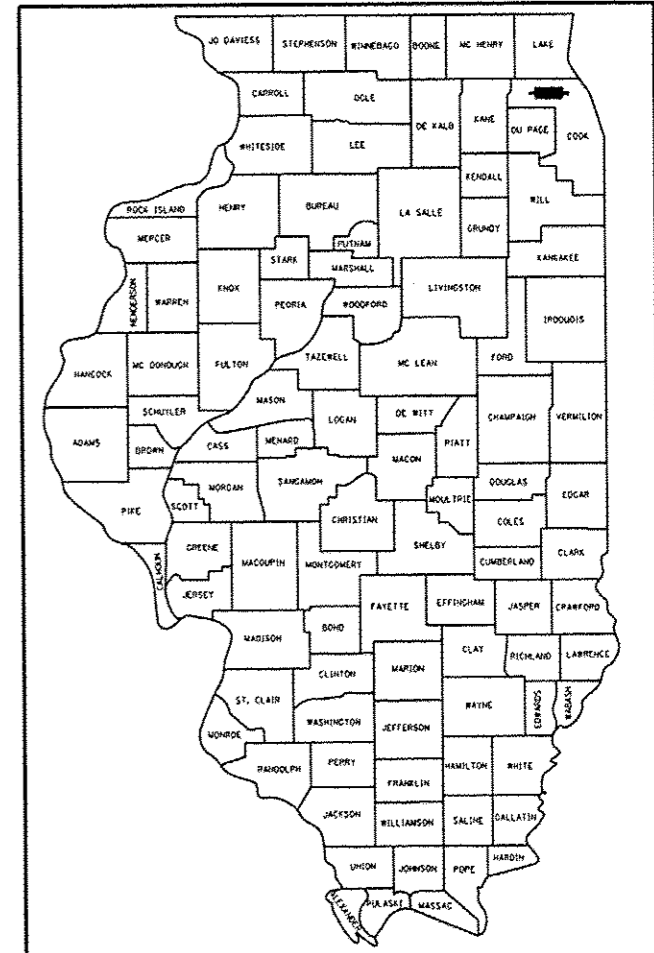 JO DAVIESS STEPHENSON WINNEBAGO BOONE MC HENRY LAKE
CARROLL OGLE DE KALB KANE DU PAGE COOK
WHITESIDE LEE KENDALL WILL
ROCK ISLAND HENRY BUREAU LA SALLE GRUNDY
MERCER PUTNAM KANKAKEE
STARK MARSHALL
HENDERSON WARREN KNOX PEORIA WOODFORD LIVINGSTON IROQUOIS
HANCOCK MC DONOUGH FULTON TAZEWELL MC LEAN FORD
MASON
SCHUYLER LOGAN DE WITT CHAMPAIGN VERMILION
ADAMS BROWN CASS MENARD MACON PIATT
MORGAN SANGAMON DOUGLAS
PIKE SCOTT CHRISTIAN MOULTRIE COLES EDGAR
GREENE SHELBY
CALHOUN MACOUPIN MONTGOMERY CUMBERLAND CLARK
JERSEY FAYETTE EFFINGHAM JASPER CRAWFORD
MADISON BOND
CLAY RICHLAND LAWRENCE
CLINTON MARION
ST. CLAIR WAYNE EDWARDS WABASH
WASHINGTON JEFFERSON
MONROE
RANDOLPH PERRY HAMILTON WHITE
FRANKLIN
JACKSON WILLIAMSON SALINE GALLATIN
UNION JOHNSON POPE HARDIN
ALEXANDER PULASKI MASSAC